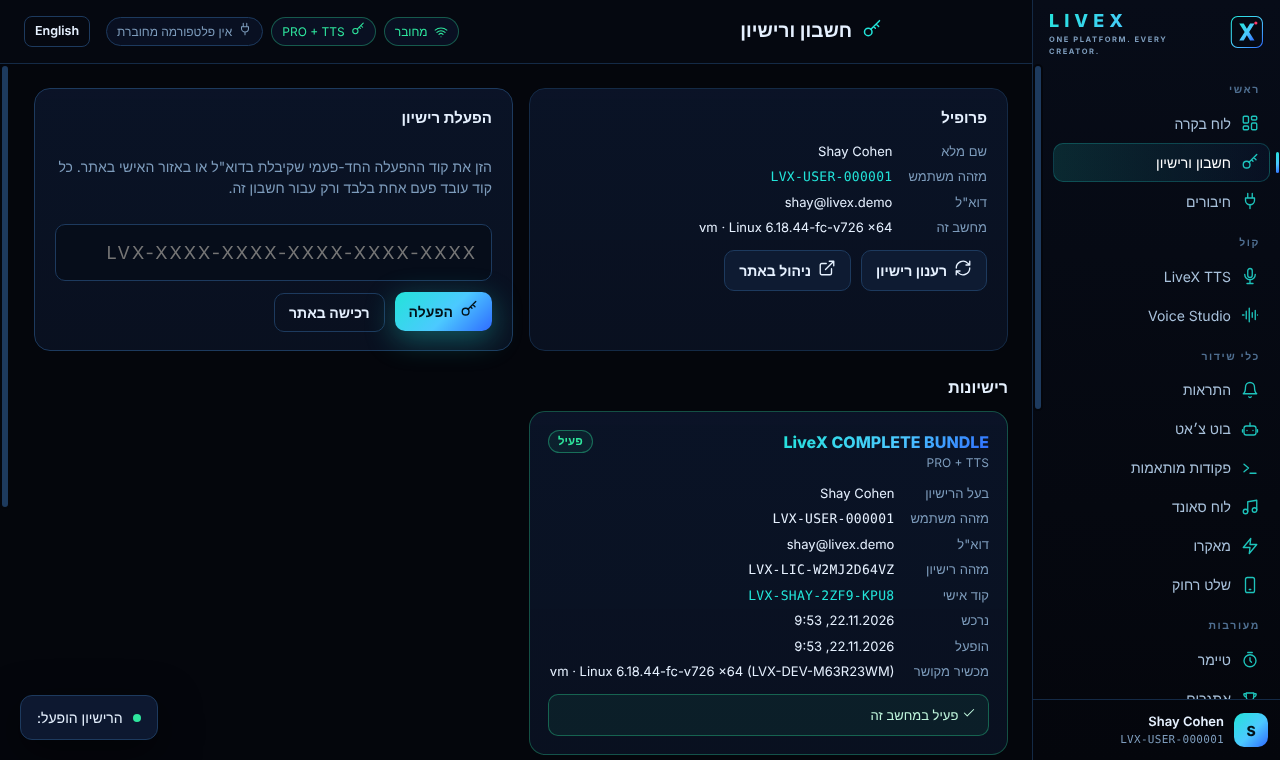 LIVEX
ONE PLATFORM. EVERY
CREATOR.
ראשי
לוח בקרה
חשבון ורישיון
חיבורים
קול
LiveX TTS
Voice Studio
כלי שידור
התראות
בוט צ'אט
פקודות מותאמות
לוח סאונד
מאקרו
שלט רחוק
מעורבות
טיימר
Shay Cohen
LVX-USER-000001
S
חשבון ורישיון
מחובר
PRO + TTS
אין פלטפורמה מחוברת
English
פרופיל
שם מלא Shay Cohen
מזהה משתמש LVX-USER-000001
דוא"ל shay@livex.demo
מחשב זה vm · Linux 6.18.44-fc-v726 ×64
רענון רישיון
ניהול באתר
הפעלת רישיון
הזן את קוד ההפעלה החד-פעמי שקיבלת בדוא"ל או באזור האישי באתר. כל
קוד עובד פעם אחת בלבד ורק עבור חשבון זה.
LVX-XXXX-XXXX-XXXX-XXXX-XXXX
הפעלה
רכישה באתר
רישיונות
LiveX COMPLETE BUNDLE
פעיל
PRO + TTS
בעל הרישיון Shay Cohen
מזהה משתמש LVX-USER-000001
דוא"ל shay@livex.demo
מזהה רישיון LVX-LIC-W2MJ2D64VZ
קוד אישי LVX-SHAY-2ZF9-KPU8
נרכש 22.11.2026, 9:53
הופעל 22.11.2026, 9:53
מכשיר מקושר vm · Linux 6.18.44-fc-v726 ×64 (LVX-DEV-M63R23WM)
פעיל במחשב זה
הרישיון הופעל: